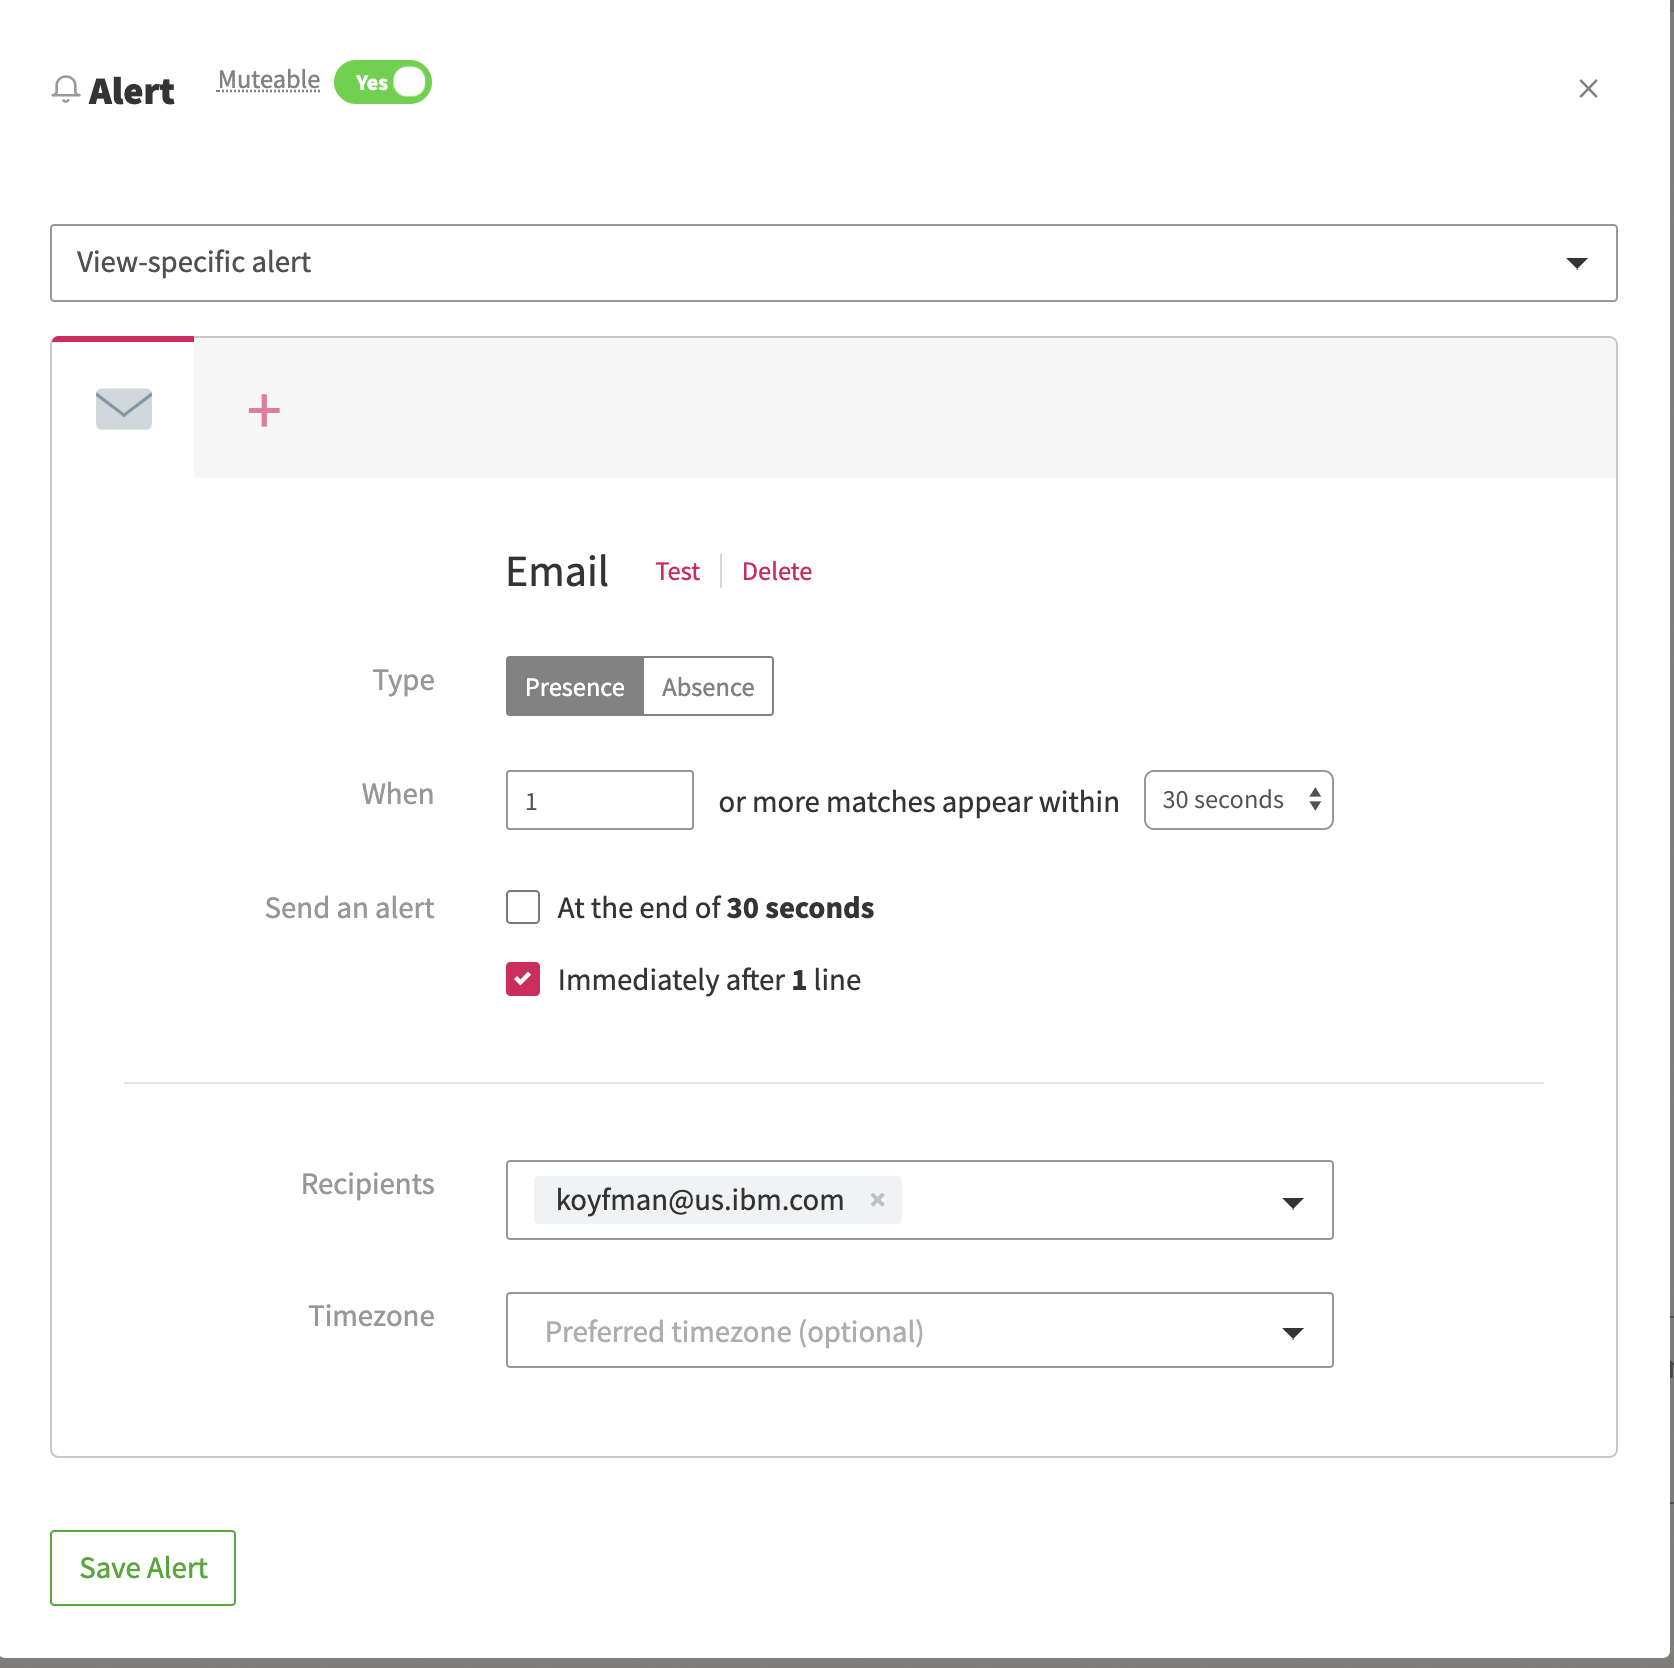 Alert Muteable Yes
View-specific alert
Email Test Delete
Type Presence Absence
When 1 or more matches appear within 30 seconds
Send an alert At the end of 30 seconds
Immediately after 1 line
Recipients koyfman@us.ibm.com
Timezone Preferred timezone (optional)
Save Alert